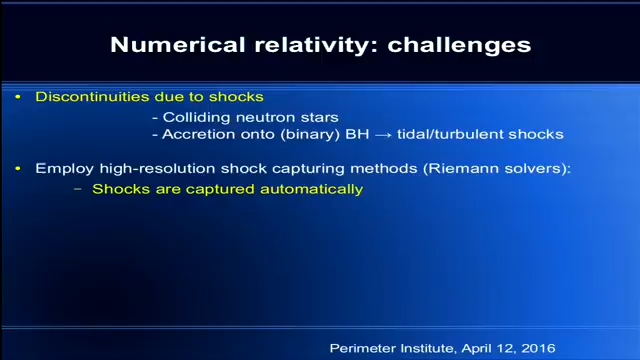 Numerical relativity: challenges
• Discontinuities due to shocks
- Colliding neutron stars
- Accretion onto (binary) BH → tidal/turbulent shocks
• Employ high-resolution shock capturing methods (Riemann solvers):
– Shocks are captured automatically
Perimeter Institute, April 12, 2016